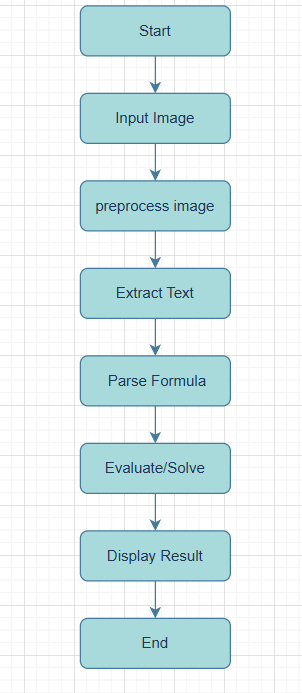 Start
Input Image
preprocess image
Extract Text
Parse Formula
Evaluate/Solve
Display Result
End